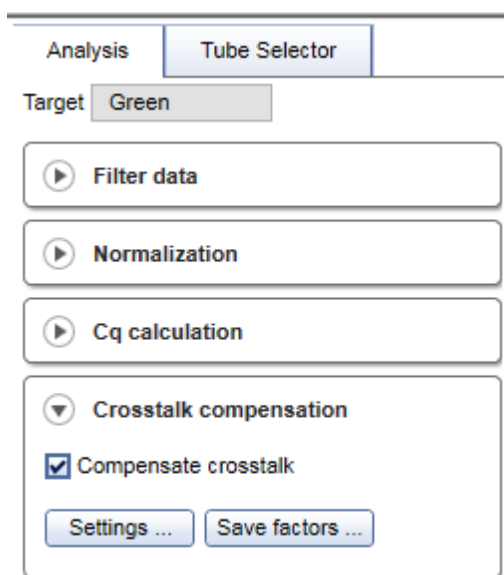 Analysis Tube Selector
Target Green
Filter data
Normalization
Cq calculation
Crosstalk compensation
Compensate crosstalk
Settings ... Save factors ...